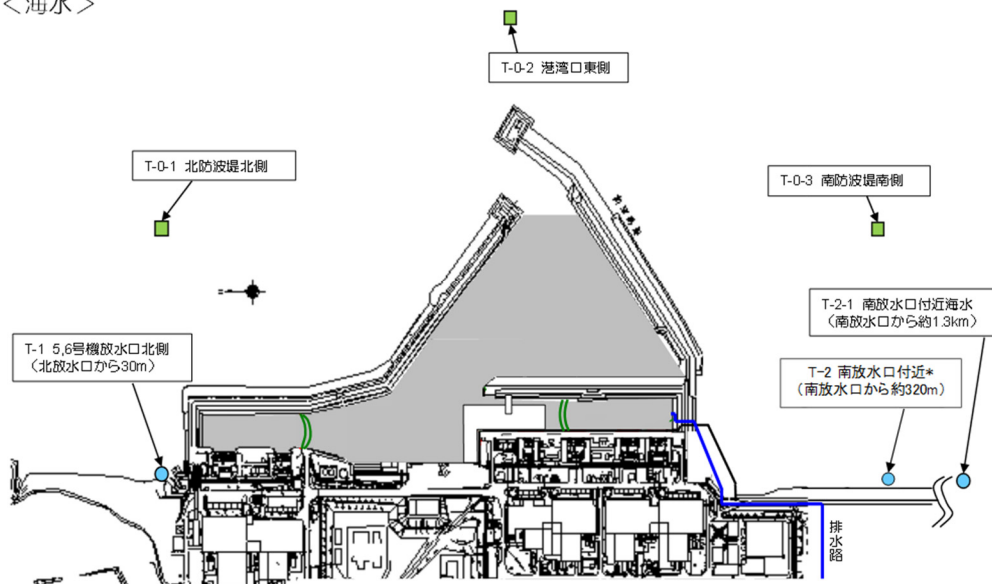 ＜海水＞
T-0-2 港湾口東側
T-0-1 北防波堤北側
T-0-3 南防波堤南側
T-2-1 南放水口付近海水
（南放水口から約1.3km）
T-1 5,6号機放水口北側
（北放水口から30m）
T-2 南放水口付近*
（南放水口から約320m）
排水路